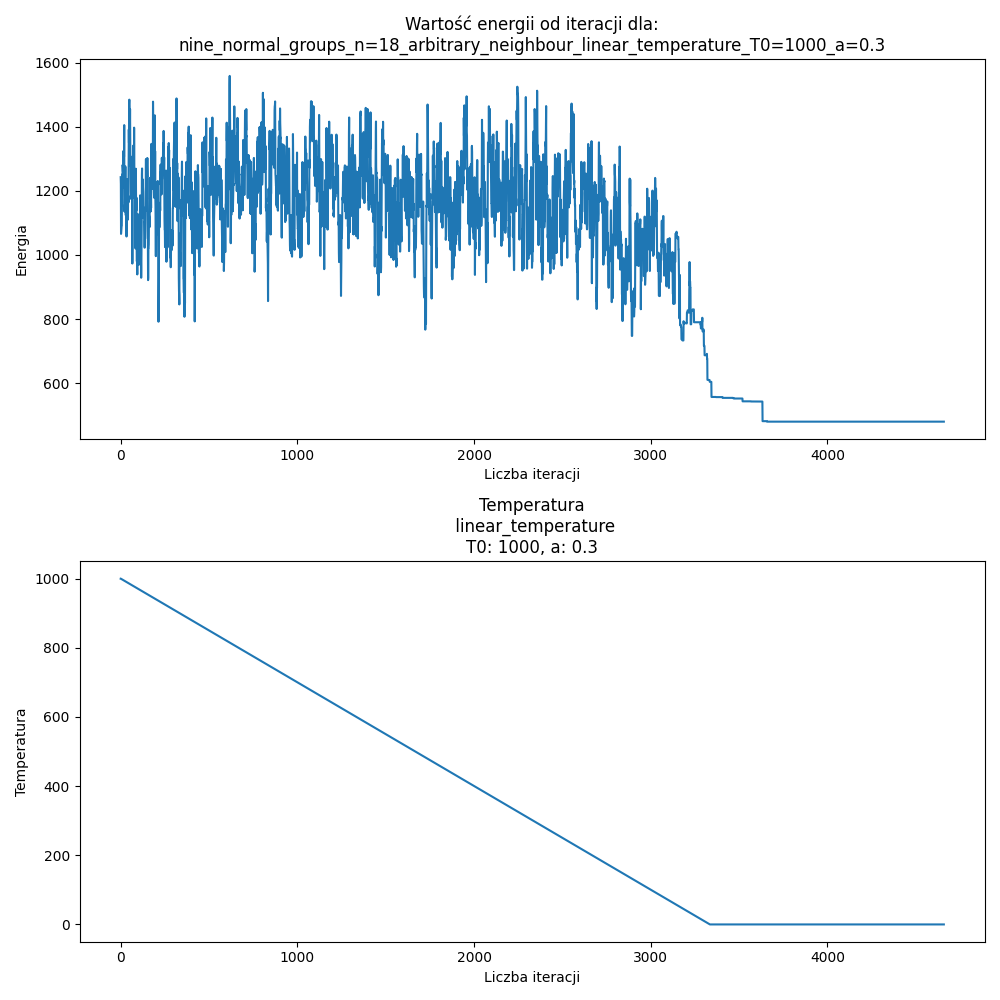 Wartość energii od iteracji dla:
nine_normal_groups_n=18_arbitrary_neighbour_linear_temperature_T0=1000_a=0.3
1600
1400
1200
1000
800
600
Energia
0 1000 2000 3000 4000
Liczba iteracji
Temperatura
linear_temperature
T0: 1000, a: 0.3
1000
800
600
400
200
0
Temperatura
0 1000 2000 3000 4000
Liczba iteracji